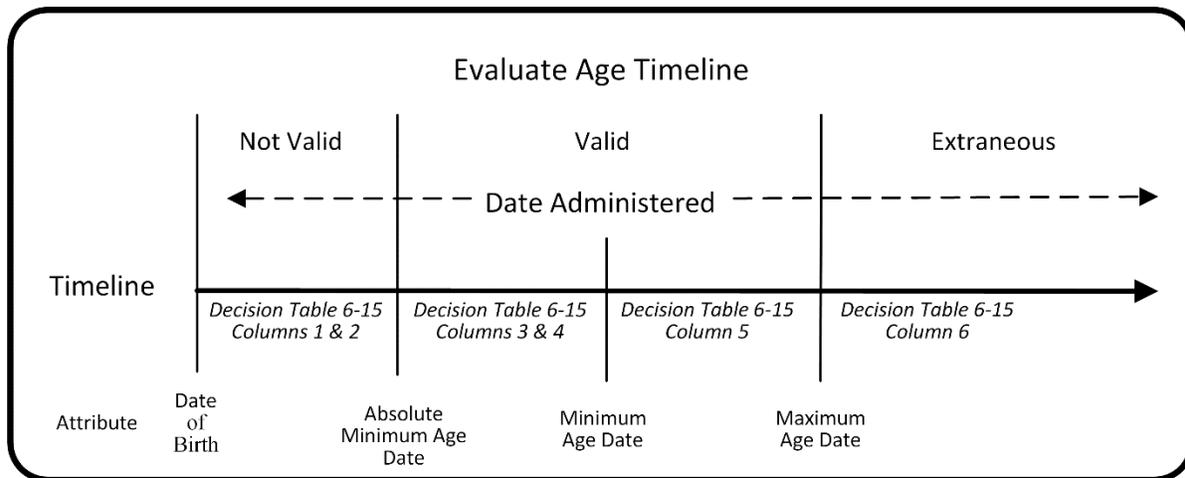 Evaluate Age Timeline
Not Valid
Valid
Extraneous
Date Administered
Timeline
Decision Table 6-15
Columns 1 & 2
Decision Table 6-15
Columns 3 & 4
Decision Table 6-15
Column 5
Decision Table 6-15
Column 6
Attribute
Date
of
Birth
Absolute
Minimum Age
Date
Minimum
Age Date
Maximum
Age Date